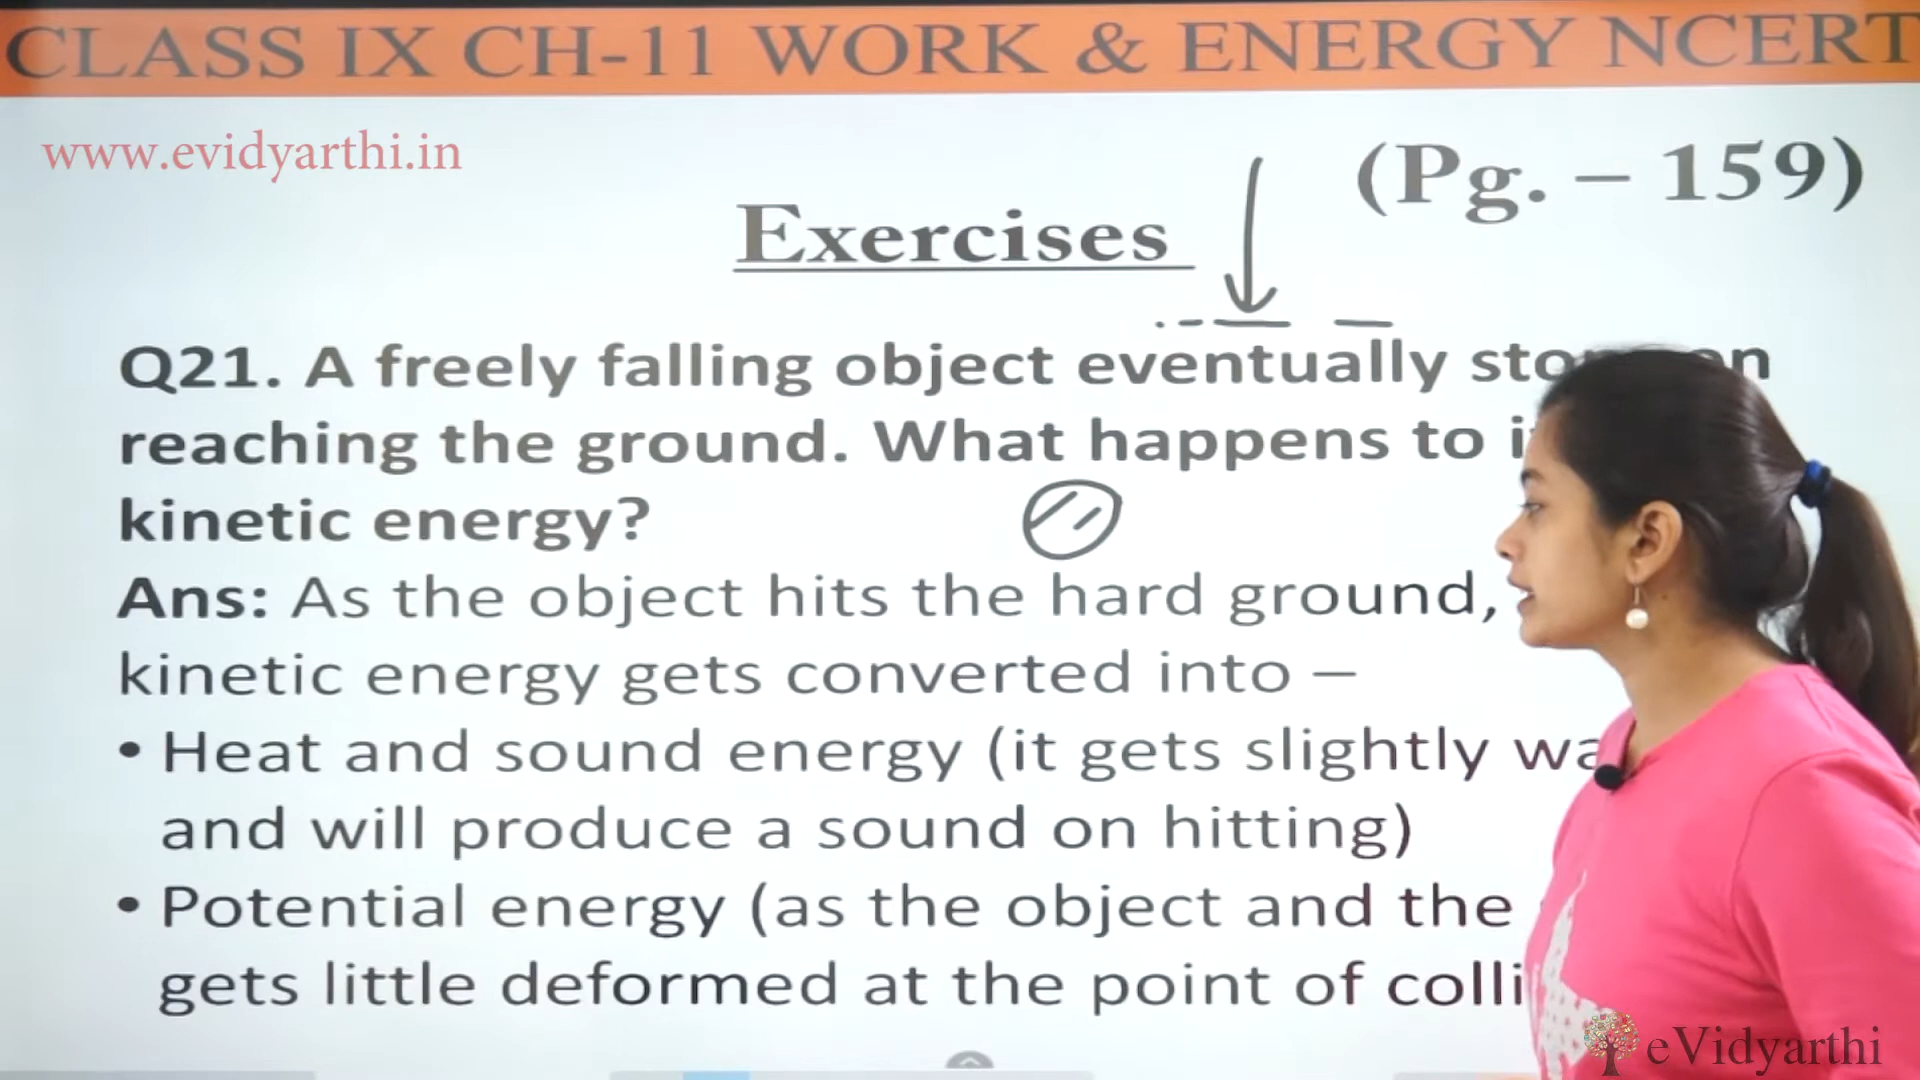 CLASS IX CH-11 WORK & ENERGY NCERT
www.evidyarthi.in
(Pg. – 159)
Exercises
Q21. A freely falling object eventually
reaching the ground. What happens to
kinetic energy?
Ans: As the object hits the hard ground,
kinetic energy gets converted into –
• Heat and sound energy (it gets slightly
and will produce a sound on hitting)
• Potential energy (as the object and the
gets little deformed at the point of
eVidyarthi